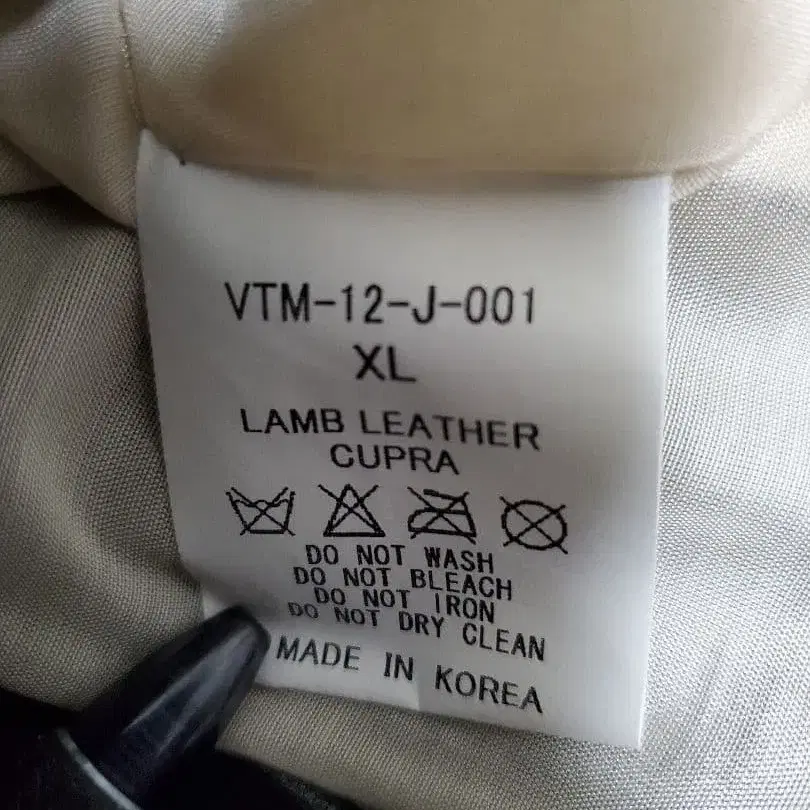 VTM-12-J-001
XL
LAMB LEATHER
CUPRA
DO NOT WASH
DO NOT BLEACH
DO NOT IRON
DO NOT DRY CLEAN
MADE IN KOREA